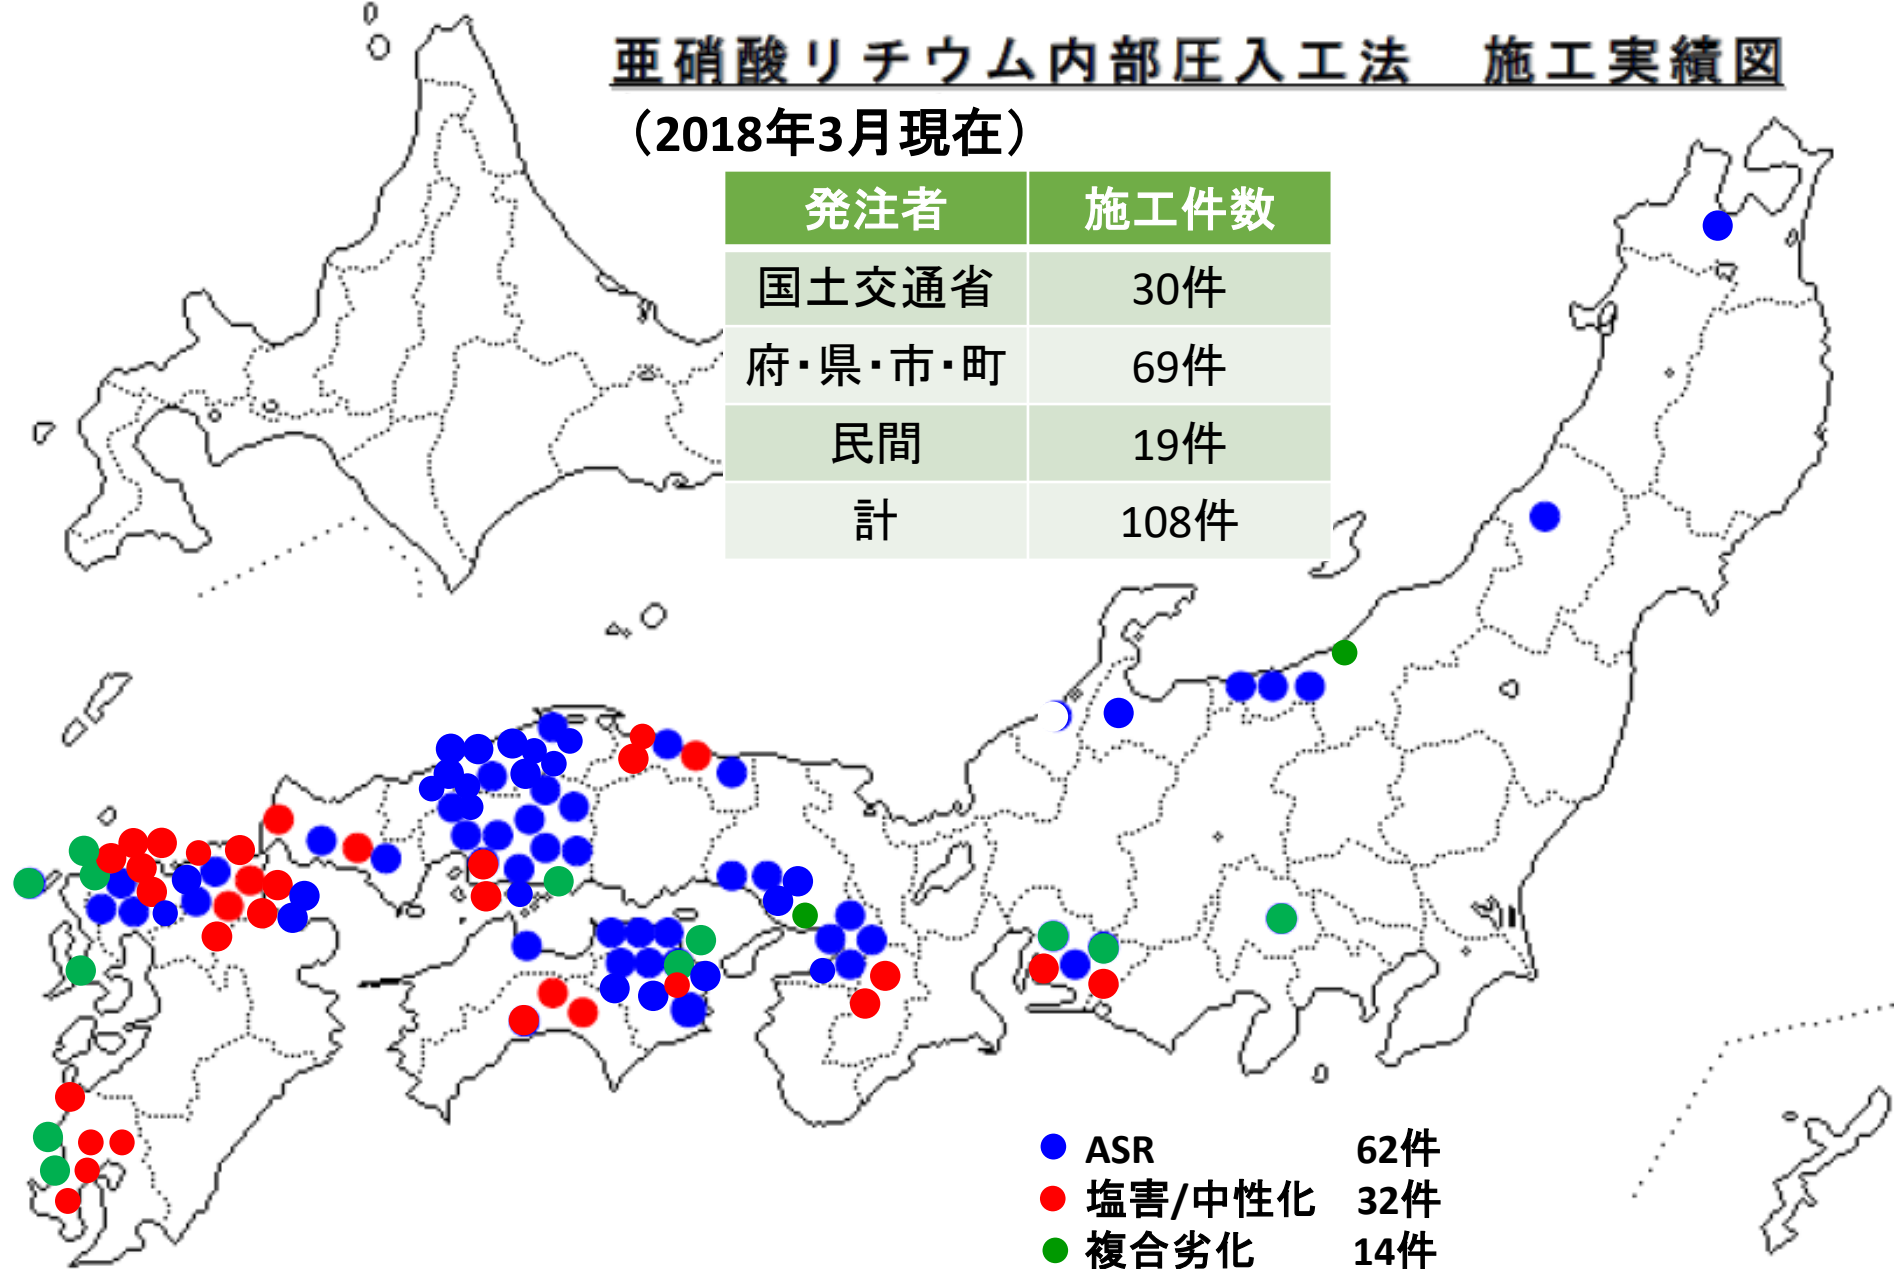 亜硝酸リチウム内部圧入工法　施工実績図
（2018年3月現在）
発注者 施工件数
国土交通省 30件
府・県・市・町 69件
民間 19件
計 108件
ASR 62件
塩害/中性化 32件
複合劣化 14件